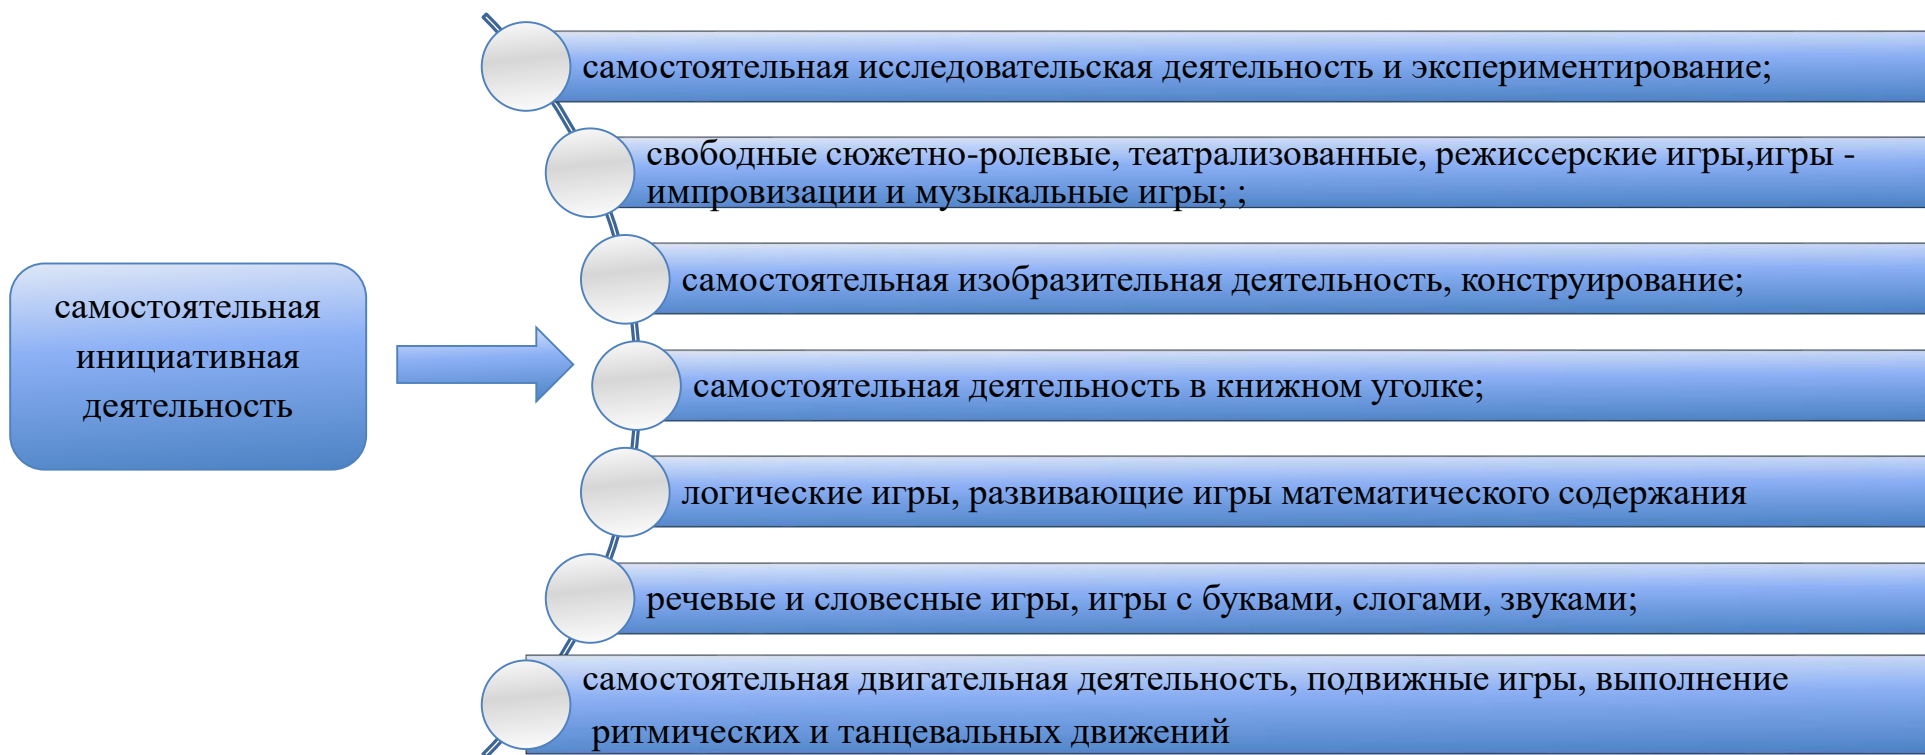 самостоятельная
инициативная
деятельность
самостоятельная исследовательская деятельность и экспериментирование;
свободные сюжетно-ролевые, театрализованные, режиссерские игры,игры -
импровизации и музыкальные игры; ;
самостоятельная изобразительная деятельность, конструирование;
самостоятельная деятельность в книжном уголке;
логические игры, развивающие игры математического содержания
речевые и словесные игры, игры с буквами, слогами, звуками;
самостоятельная двигательная деятельность, подвижные игры, выполнение
ритмических и танцевальных движений